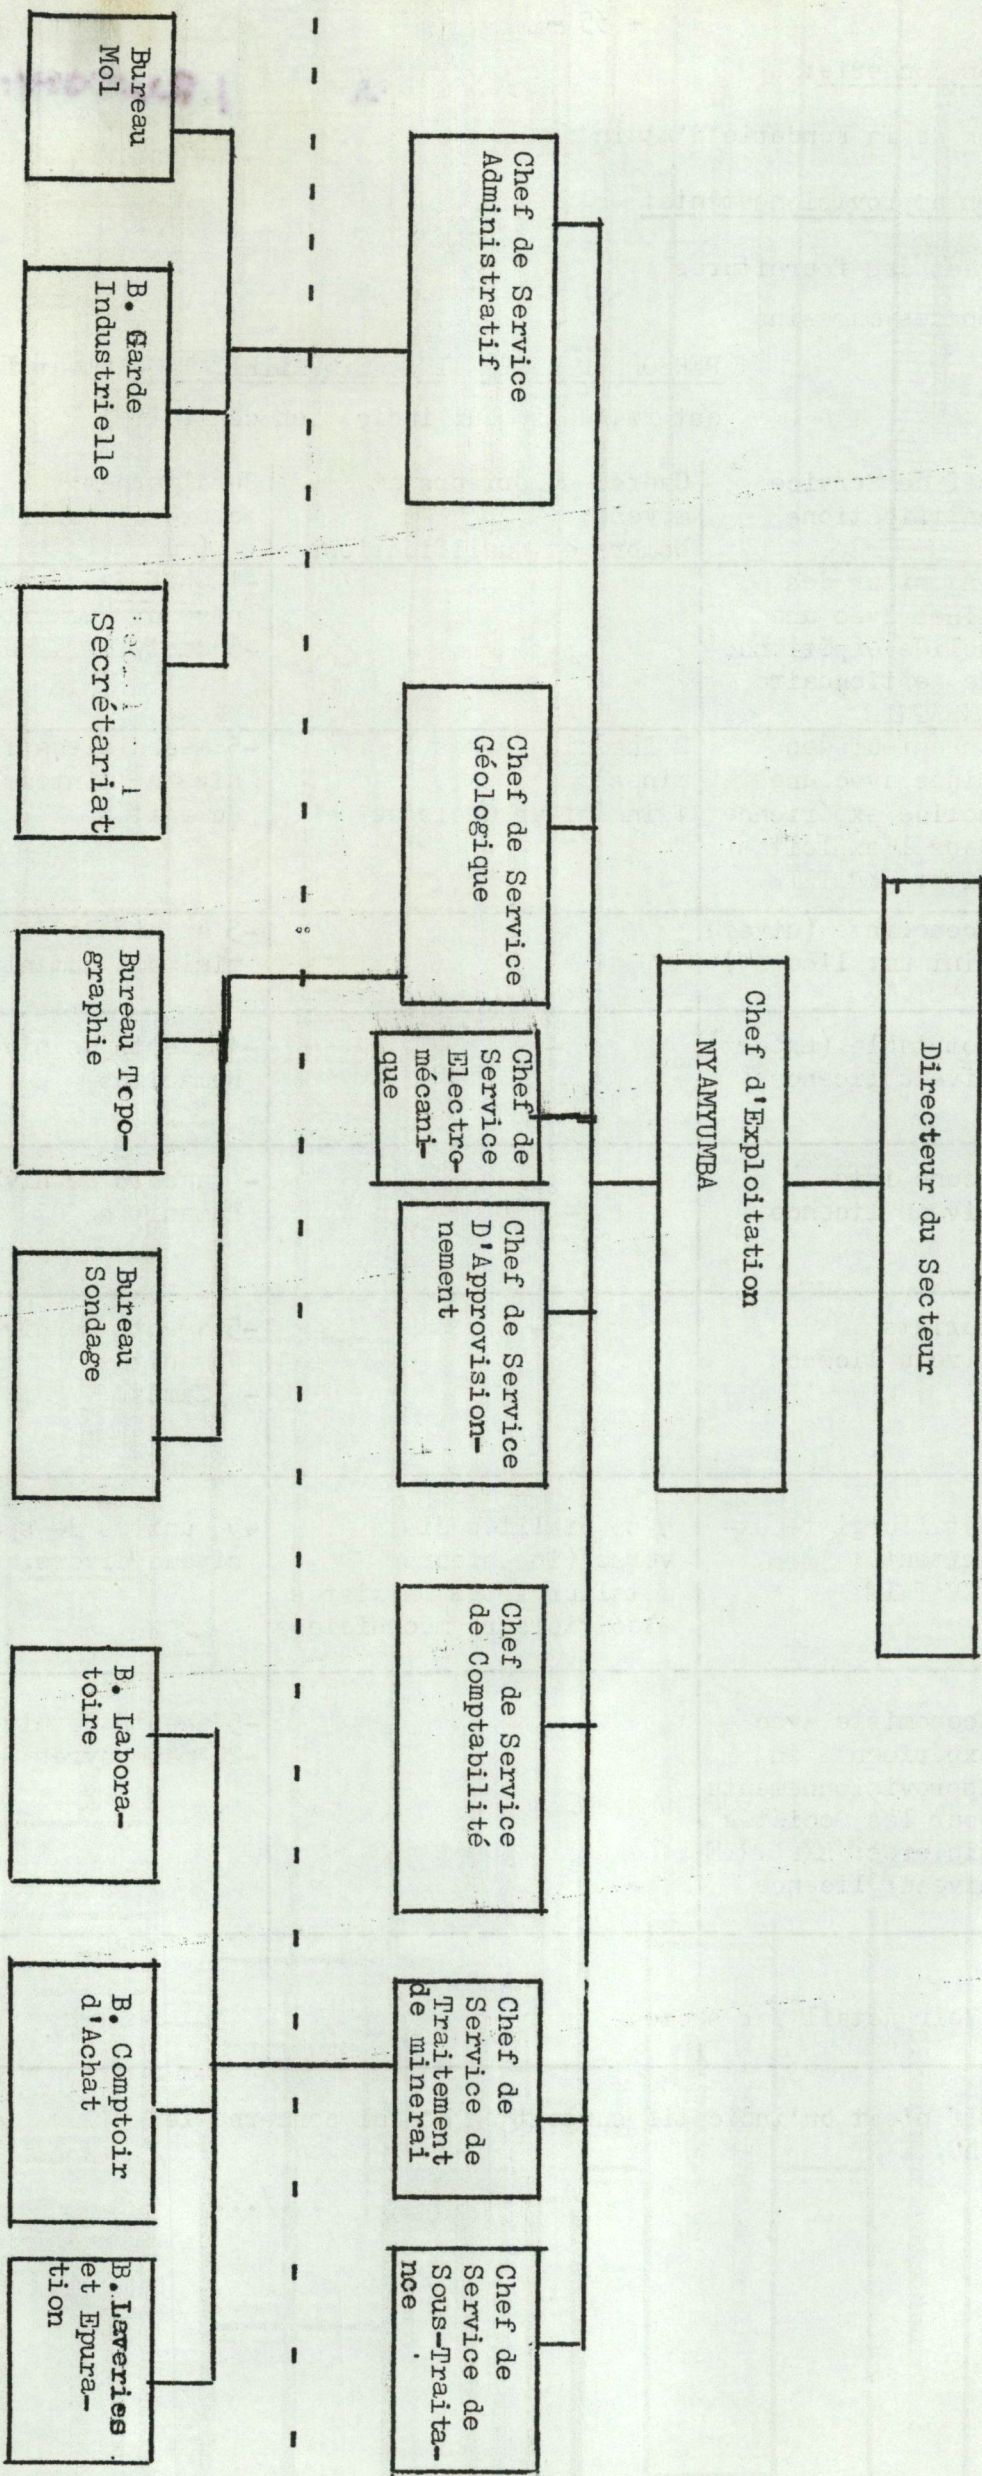 Directeur du Secteur
Chef d'Exploitation
NYAMYUMBA
Chef de Service
Administratif
Chef de Service
Géologique
Chef de
Service
Electro-
mécani-
que
Chef de Service
D'Approvision-
nement
Chef de Service
de Comptabilité
Chef de
Service de
Traitement
de minerai
Chef de
Service de
Sous-Traita-
nce
Bureau
Mol
B. Garde
Industrielle
Secrétariat
Bureau Topo-
graphie
Bureau
Sondage
B. Labora-
toire
B. Comptoir
d'Achat
B. Laveries
et Epura-
tion